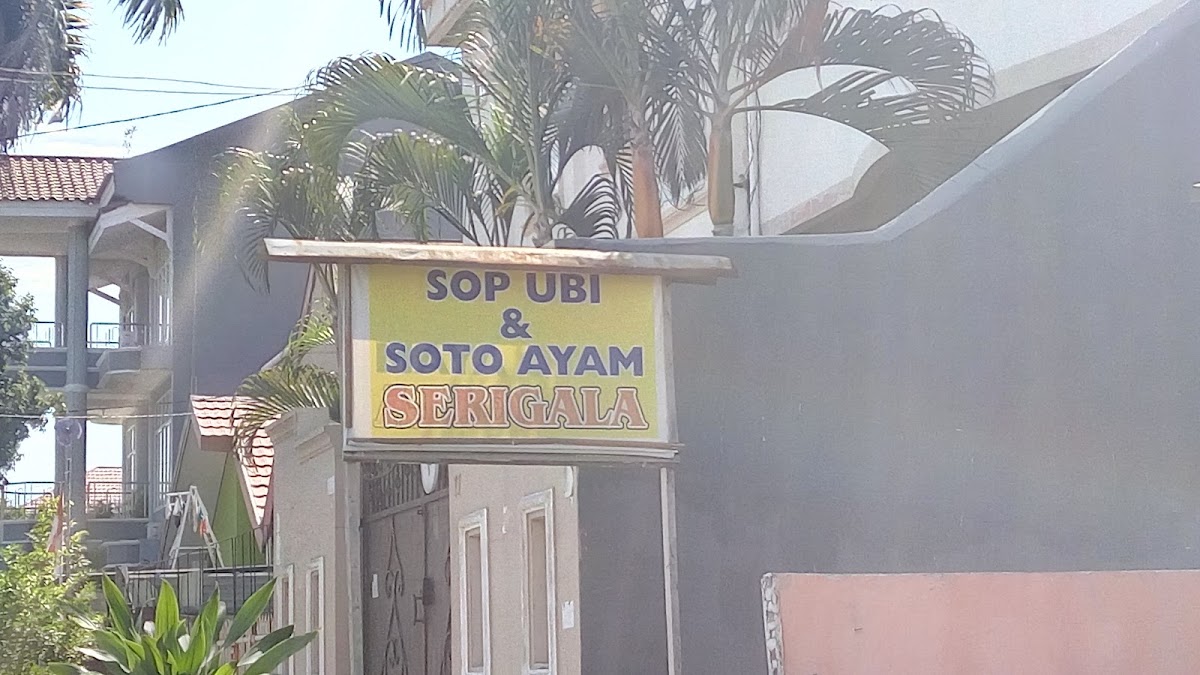 SOP UBI
&
SOTO AYAM
SERIGALA